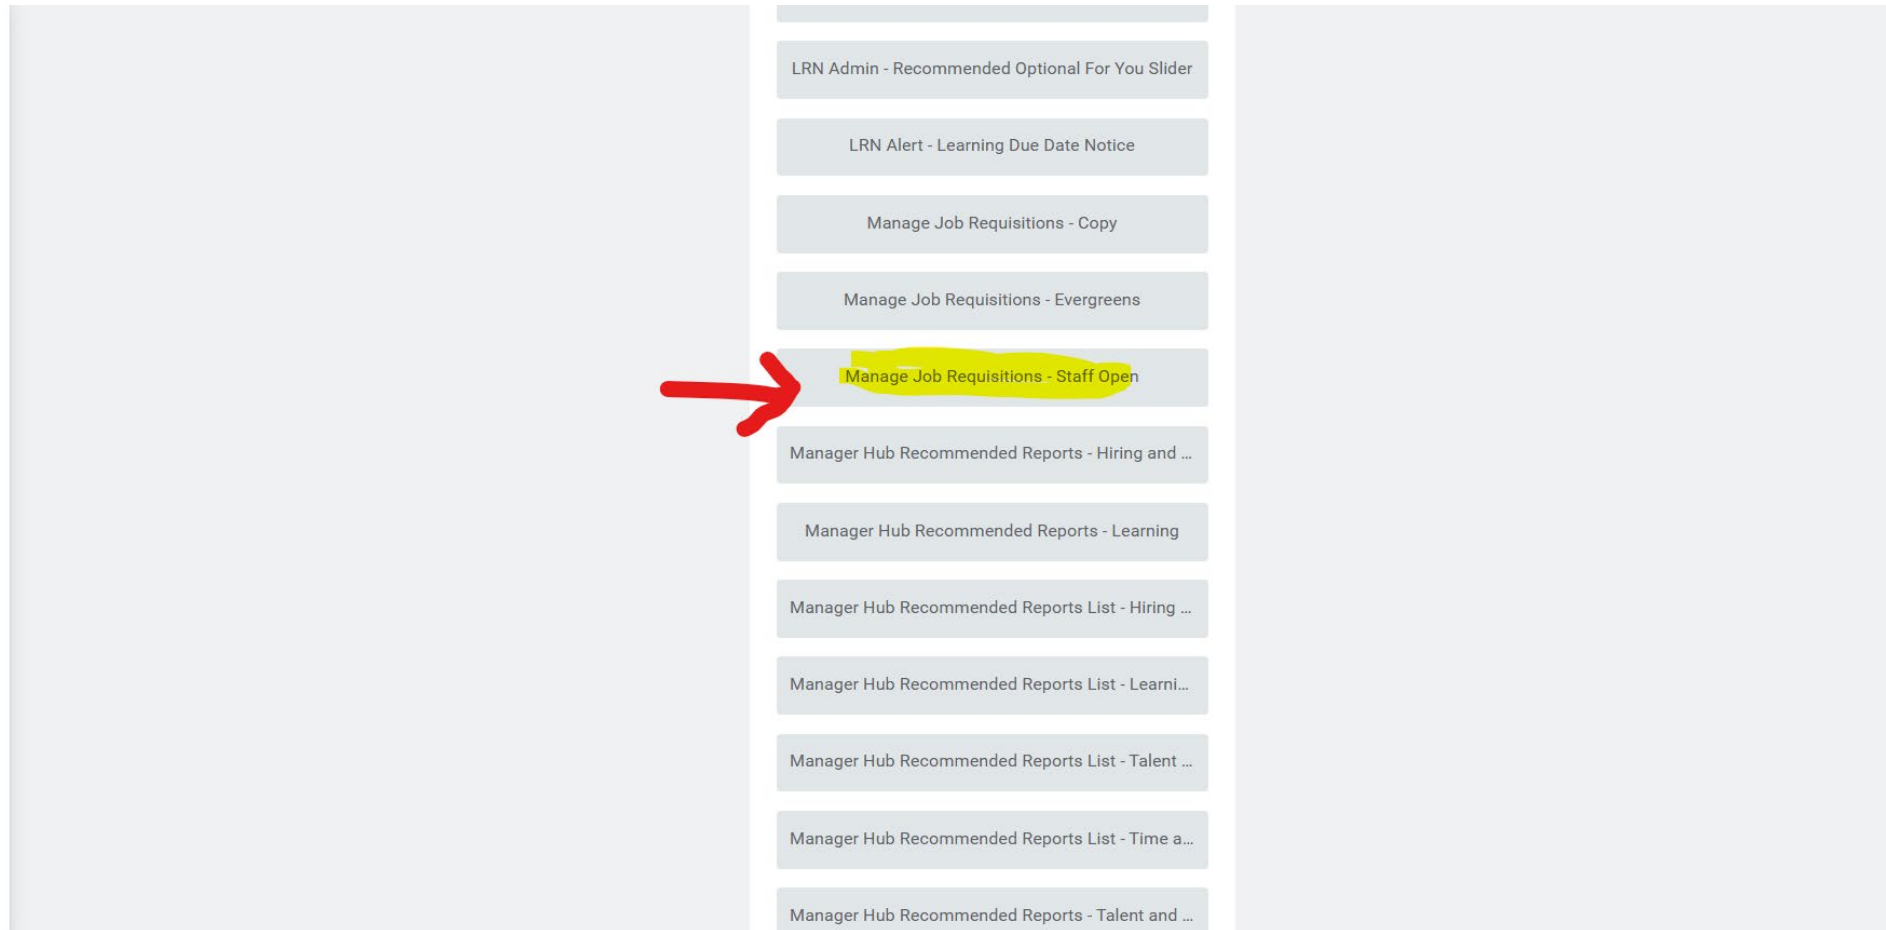 LRN Admin - Recommended Optional For You Slider
LRN Alert - Learning Due Date Notice
Manage Job Requisitions - Copy
Manage Job Requisitions - Evergreens
Manage Job Requisitions - Staff Open
Manager Hub Recommended Reports - Hiring and ...
Manager Hub Recommended Reports - Learning
Manager Hub Recommended Reports List - Hiring ...
Manager Hub Recommended Reports List - Learni...
Manager Hub Recommended Reports List - Talent ...
Manager Hub Recommended Reports List - Time a...
Manager Hub Recommended Reports - Talent and ...